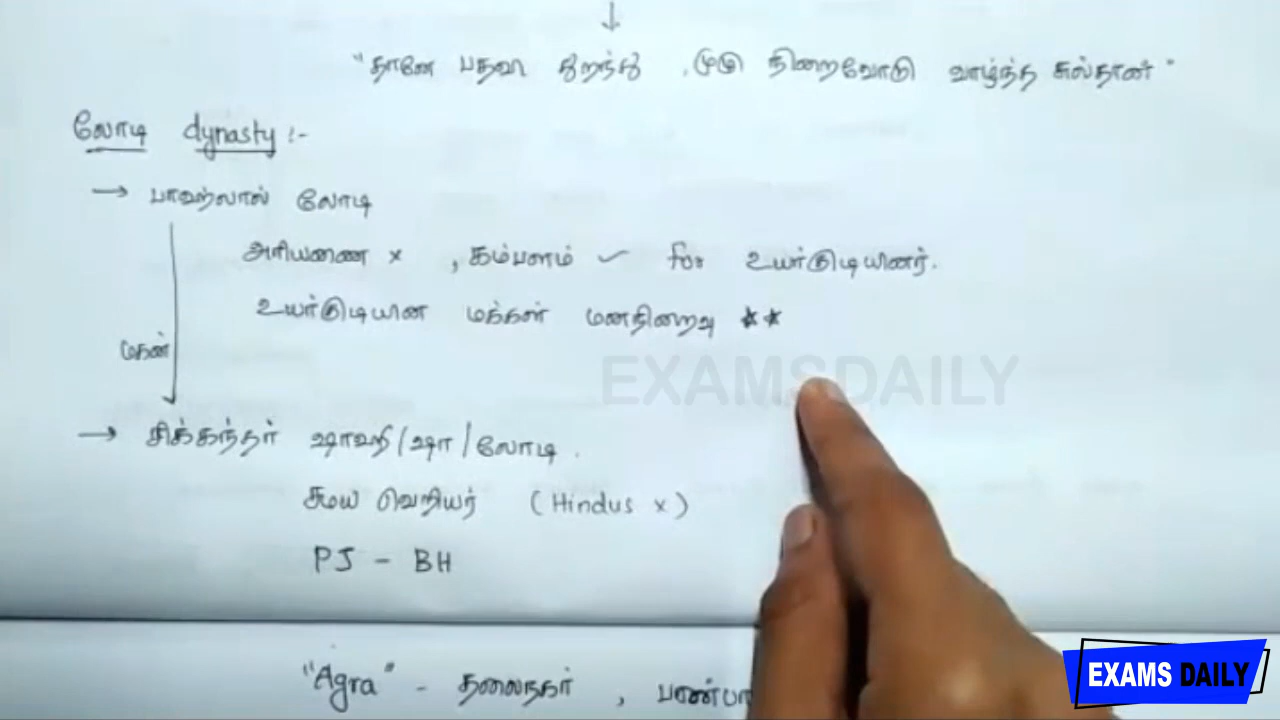 "தானே பதவி துறந்து, முழு நிறைவோடு வாழ்ந்த சுல்தான்"
லோடி dynasty :-
→ பாஹ்லால் லோடி
அரியணை × , கம்பளம் ✓ for உயர்குடியினர்.
உயர்குடியின மக்கள் மனநிறைவு ★★
மகன்
EXAMSDAILY
→ சிக்கந்தர் ஷாஹி/ஷா/லோடி.
சமய வெறியர் (Hindus ×)
PJ - BH
"Agra" - தலைநகர் ,
EXAMS DAILY